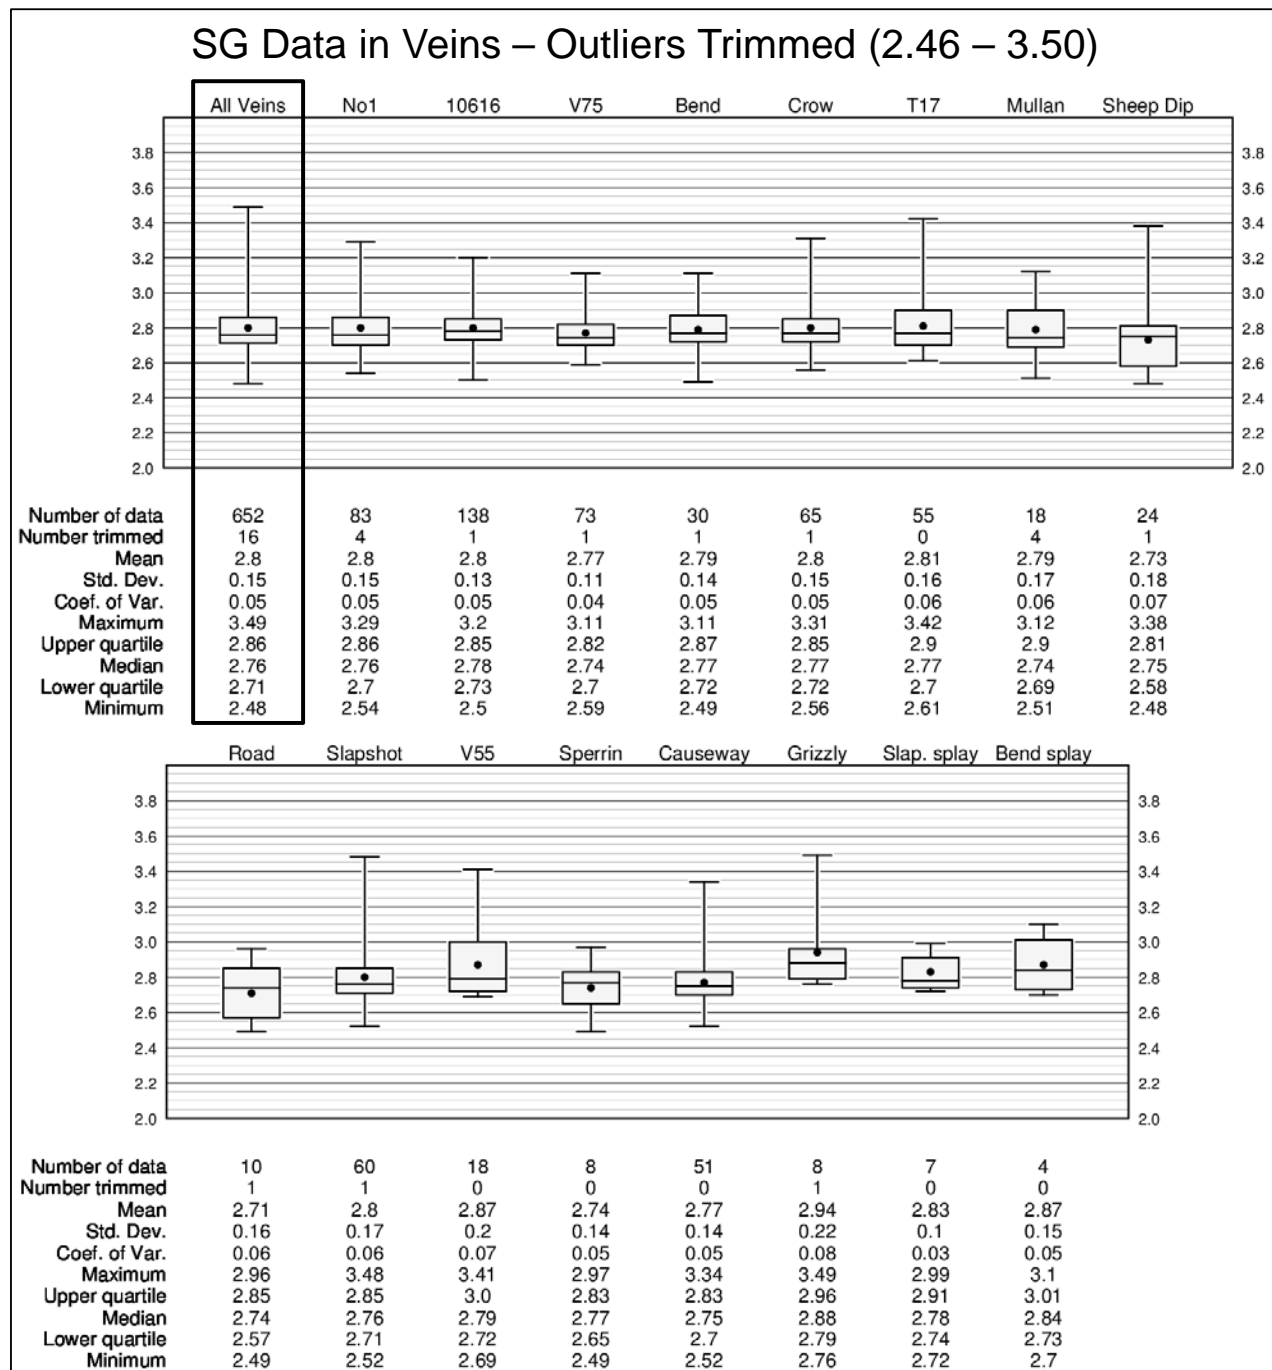 SG Data in Veins – Outliers Trimmed (2.46 – 3.50)
All Veins No1 10616 V75 Bend Crow T17 Mullan Sheep Dip
3.8 3.8
3.6 3.6
3.4 3.4
3.2 3.2
3.0 3.0
2.8 2.8
2.6 2.6
2.4 2.4
2.2 2.2
2.0 2.0
Number of data 652 83 138 73 30 65 55 18 24
Number trimmed 16 4 1 1 1 1 0 4 1
Mean 2.8 2.8 2.8 2.77 2.79 2.8 2.81 2.79 2.73
Std. Dev. 0.15 0.15 0.13 0.11 0.14 0.15 0.16 0.17 0.18
Coef. of Var. 0.05 0.05 0.05 0.04 0.05 0.05 0.06 0.06 0.07
Maximum 3.49 3.29 3.2 3.11 3.11 3.31 3.42 3.12 3.38
Upper quartile 2.86 2.86 2.85 2.82 2.87 2.85 2.9 2.9 2.81
Median 2.76 2.76 2.78 2.74 2.77 2.77 2.77 2.74 2.75
Lower quartile 2.71 2.7 2.73 2.7 2.72 2.72 2.7 2.69 2.58
Minimum 2.48 2.54 2.5 2.59 2.49 2.56 2.61 2.51 2.48
Road Slapshot V55 Sperrin Causeway Grizzly Slap. splay Bend splay
3.8 3.8
3.6 3.6
3.4 3.4
3.2 3.2
3.0 3.0
2.8 2.8
2.6 2.6
2.4 2.4
2.2 2.2
2.0 2.0
Number of data 10 60 18 8 51 8 7 4
Number trimmed 1 1 0 0 0 1 0 0
Mean 2.71 2.8 2.87 2.74 2.77 2.94 2.83 2.87
Std. Dev. 0.16 0.17 0.2 0.14 0.14 0.22 0.1 0.15
Coef. of Var. 0.06 0.06 0.07 0.05 0.05 0.08 0.03 0.05
Maximum 2.96 3.48 3.41 2.97 3.34 3.49 2.99 3.1
Upper quartile 2.85 2.85 3.0 2.83 2.83 2.96 2.91 3.01
Median 2.74 2.76 2.79 2.77 2.75 2.88 2.78 2.84
Lower quartile 2.57 2.71 2.72 2.65 2.7 2.79 2.74 2.73
Minimum 2.49 2.52 2.69 2.49 2.52 2.76 2.72 2.7